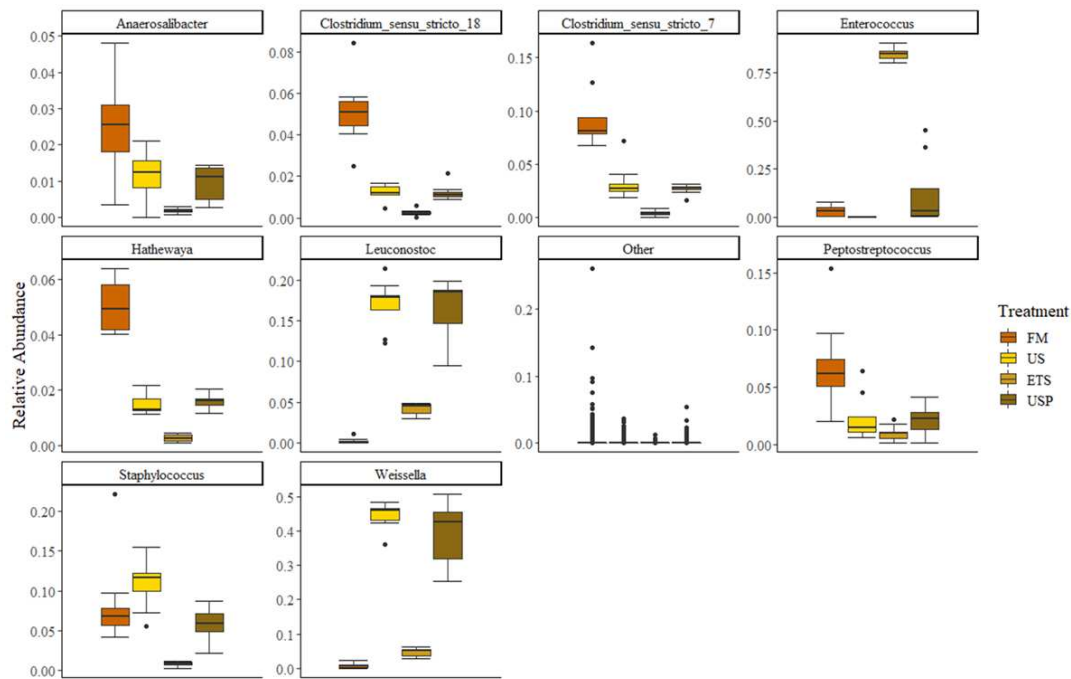 Anaerosalibacter
Clostridium_sensu_stricto_18
Clostridium_sensu_stricto_7
Enterococcus
0.05
0.04
0.03
0.02
0.01
0.00
0.08
0.06
0.04
0.02
0.00
0.15
0.10
0.05
0.00
0.75
0.50
0.25
0.00
Hathewaya
Leuconostoc
Other
Peptostreptococcus
0.06
0.04
0.02
0.00
0.20
0.15
0.10
0.05
0.00
0.2
0.1
0.0
0.15
0.10
0.05
0.00
Relative Abundance
Treatment
FM
US
ETS
USP
Staphylococcus
Weissella
0.20
0.15
0.10
0.05
0.00
0.5
0.4
0.3
0.2
0.1
0.0